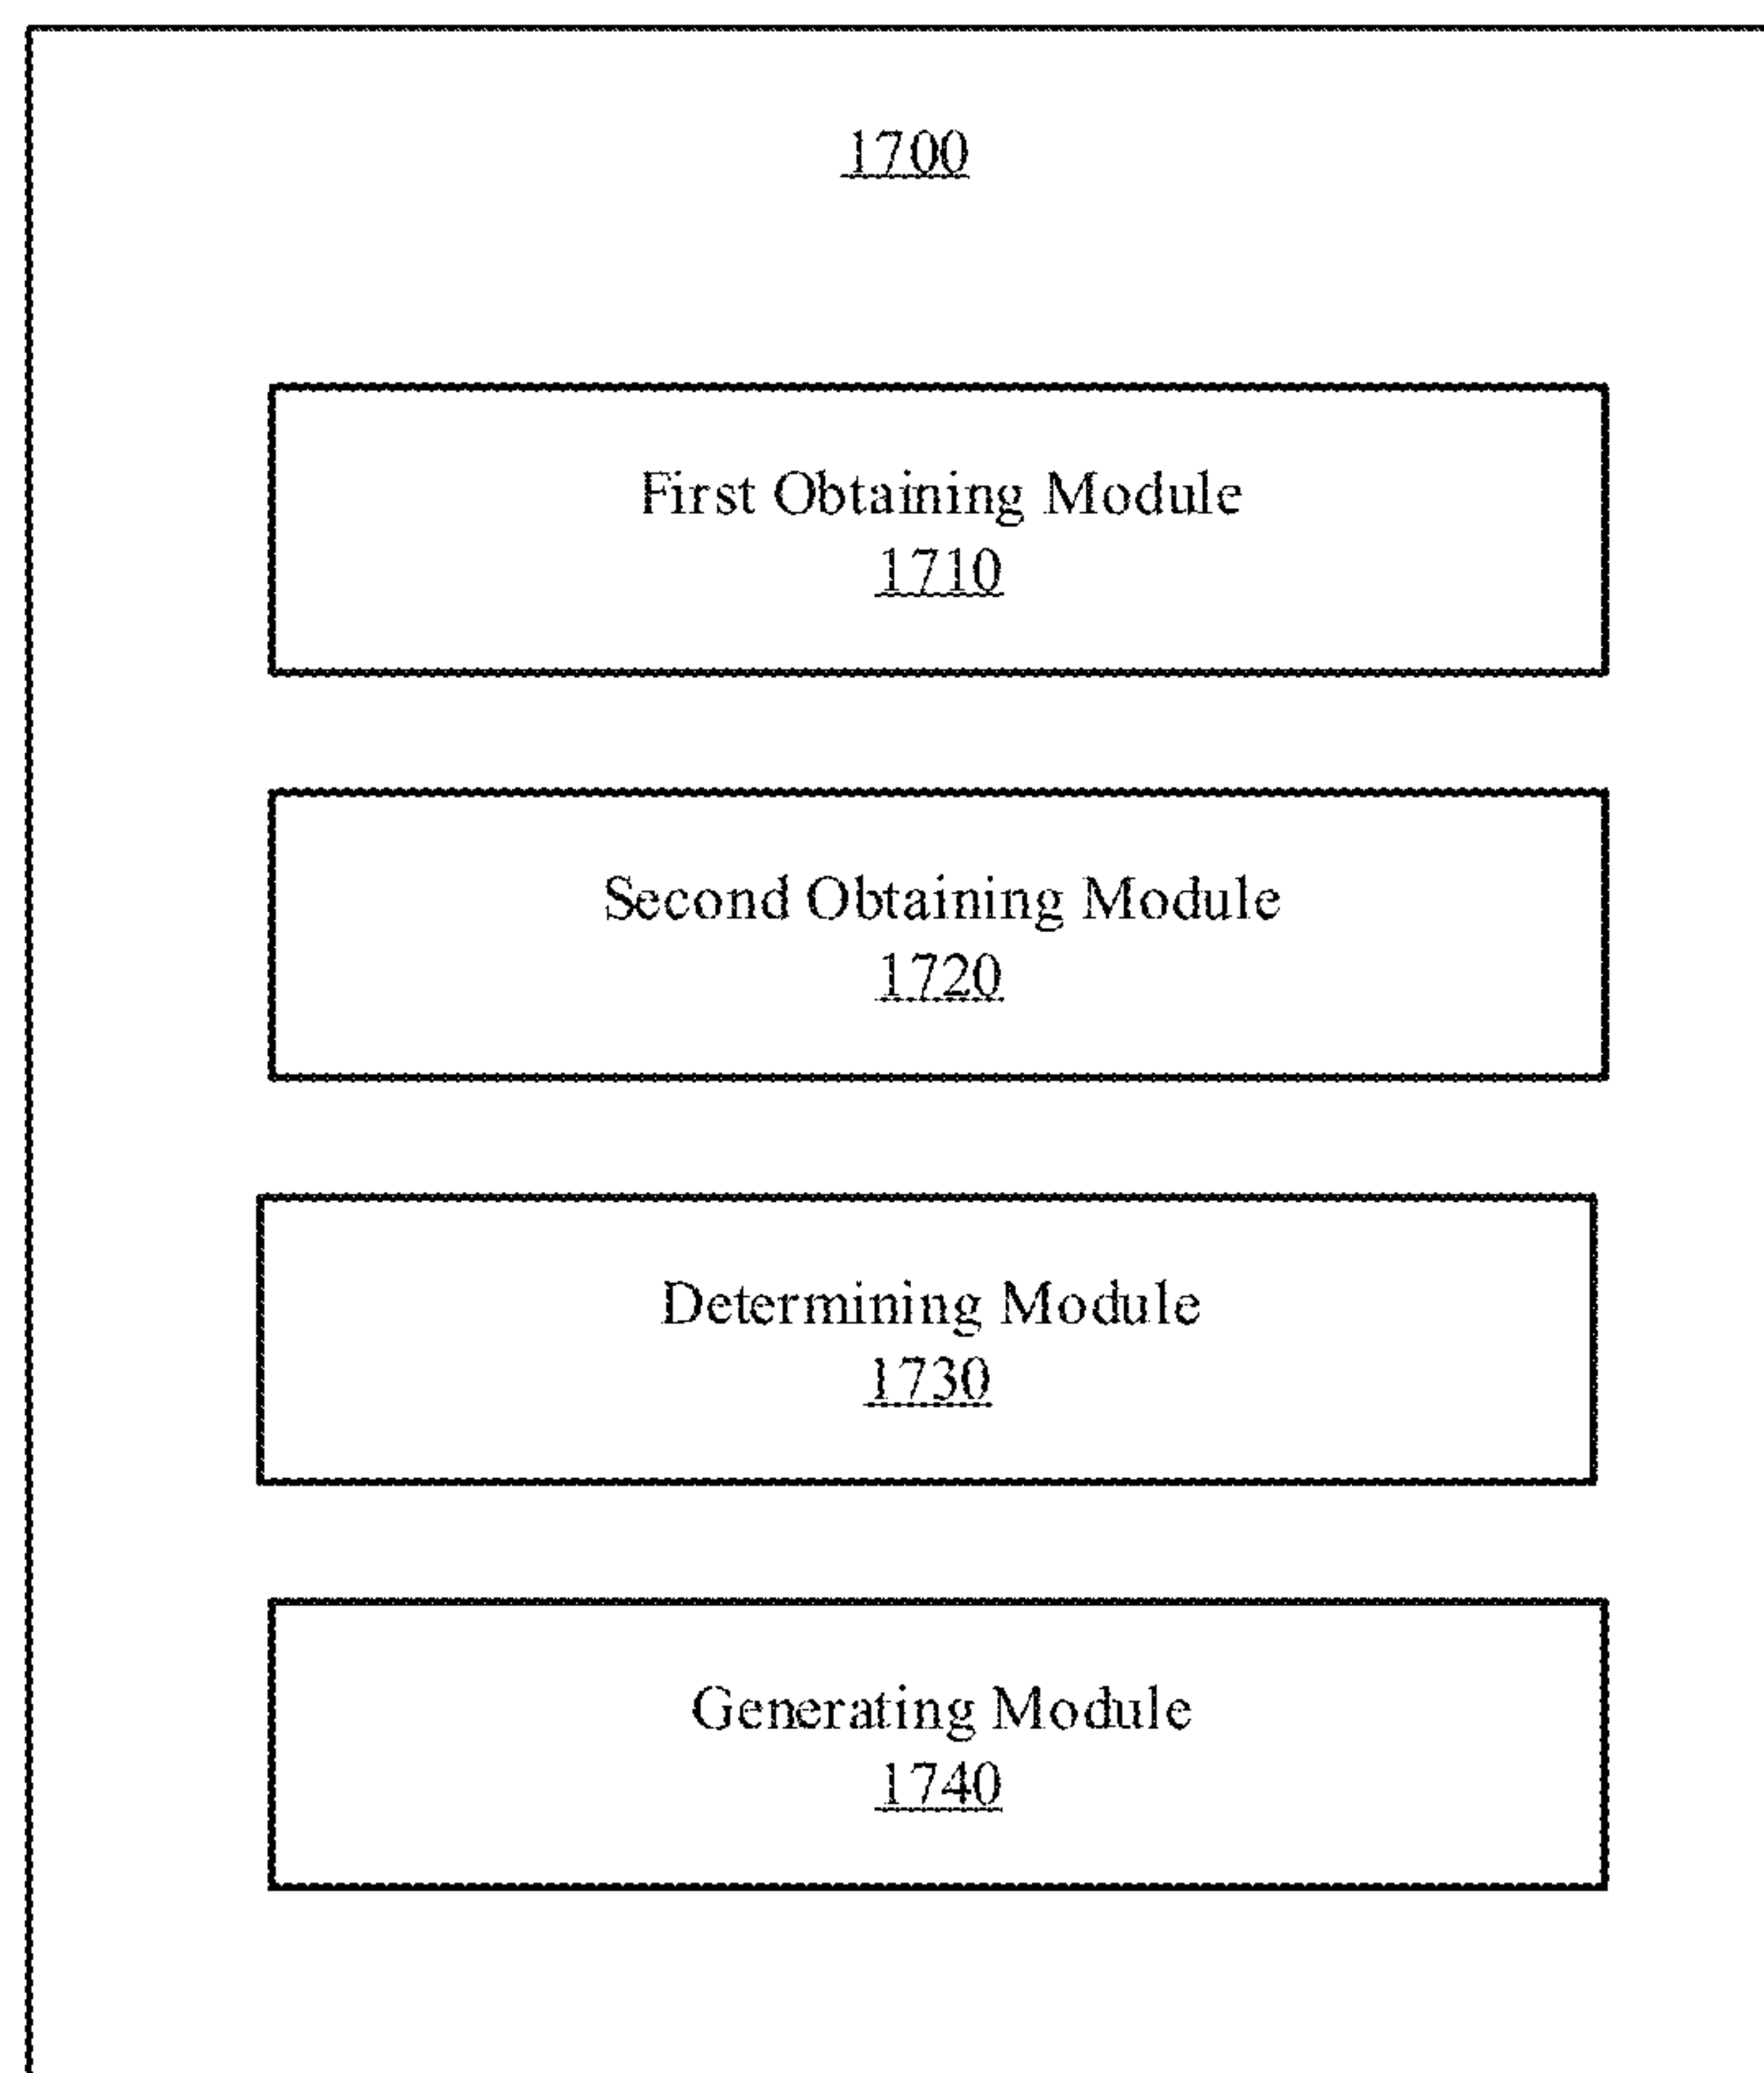 1700
First Obtaining Module
1710
Second Obtaining Module
1720
Determining Module
1730
Generating Module
1740